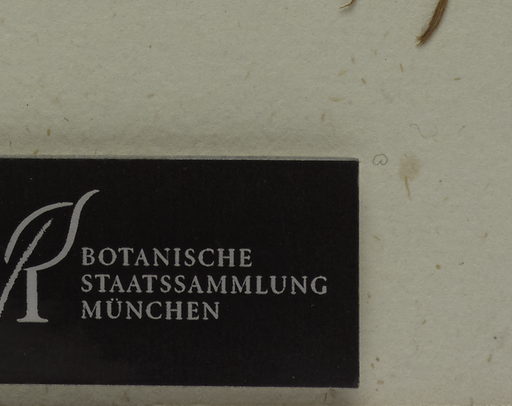 BOTANISCHE
STAATSSAMMLUNG
MÜNCHEN